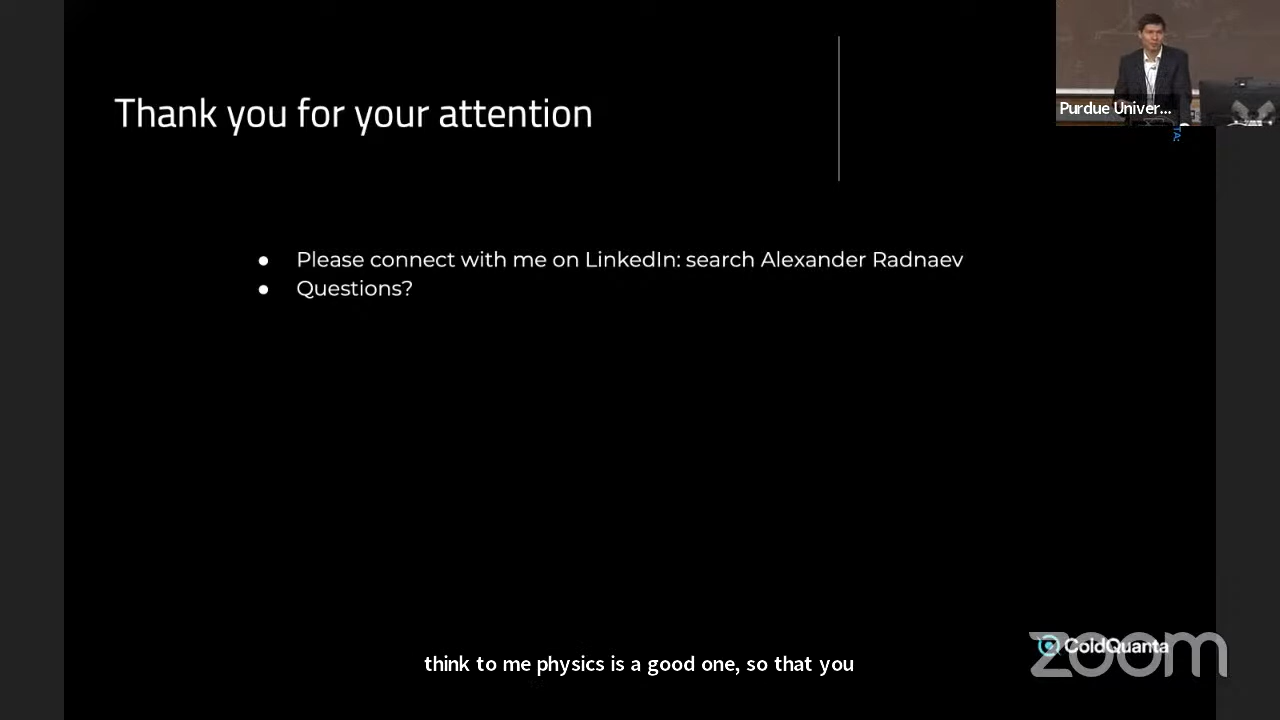 Thank you for your attention
Purdue Univer...
TA:
● Please connect with me on LinkedIn: search Alexander Radnaev
● Questions?
ColdQuanta
zoom
think to me physics is a good one, so that you